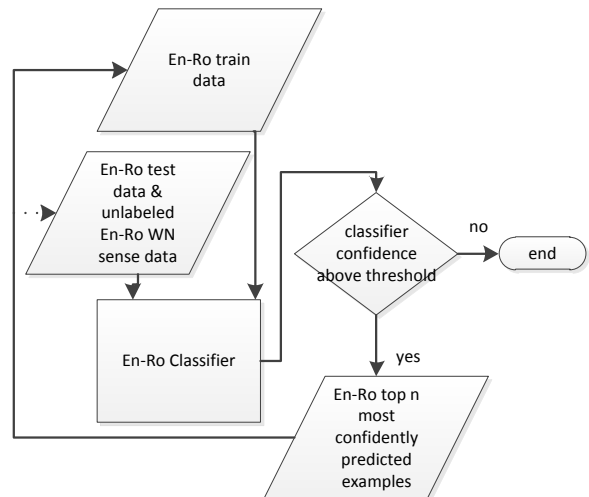 En-Ro train
data
En-Ro test
data &
unlabeled
En-Ro WN
sense data
En-Ro Classifier
classifier
confidence
above threshold
no
end
yes
En-Ro top n
most
confidently
predicted
examples